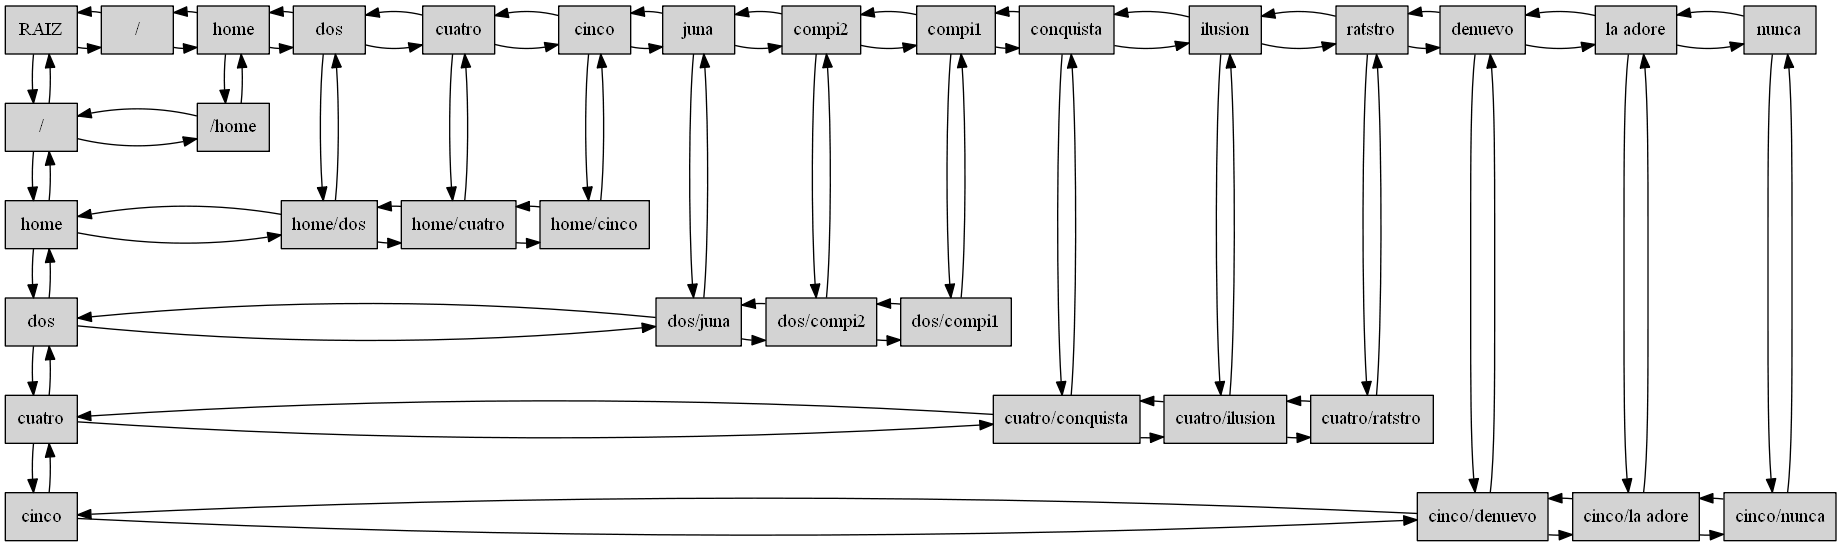 RAIZ / home dos cuatro cinco juna compi2 compi1 conquista ilusion ratstro denuevo la adore nunca
/ /home
home home/dos home/cuatro home/cinco
dos dos/juna dos/compi2 dos/compi1
cuatro cuatro/conquista cuatro/ilusion cuatro/ratstro
cinco cinco/denuevo cinco/la adore cinco/nunca